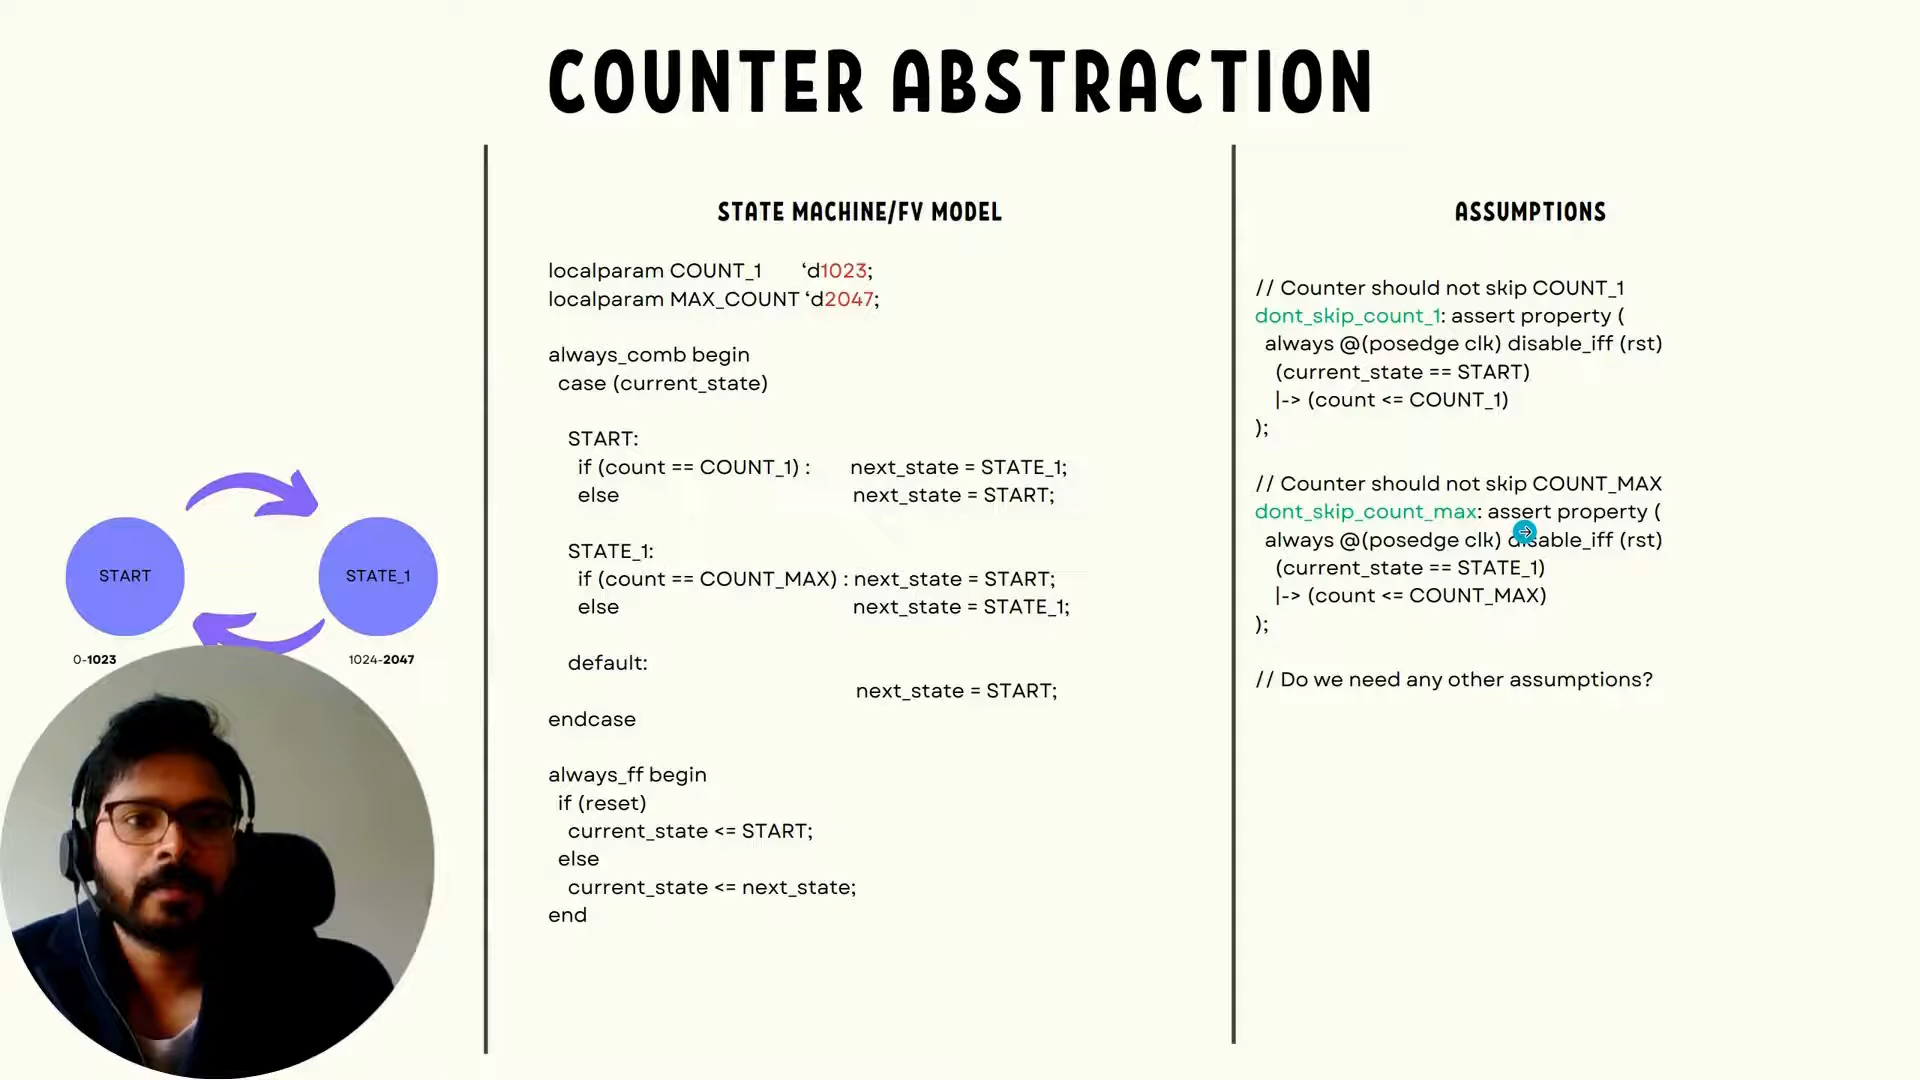 COUNTER ABSTRACTION
START
STATE_1
0-1023
1024-2047
STATE MACHINE/FV MODEL
localparam COUNT_1 ‘d1023;
localparam MAX_COUNT ‘d2047;
always_comb begin
case (current_state)
START:
if (count == COUNT_1) : next_state = STATE_1;
else next_state = START;
STATE_1:
if (count == COUNT_MAX) : next_state = START;
else next_state = STATE_1;
default:
next_state = START;
endcase
always_ff begin
if (reset)
current_state <= START;
else
current_state <= next_state;
end
ASSUMPTIONS
// Counter should not skip COUNT_1
dont_skip_count_1: assert property (
always @(posedge clk) disable_iff (rst)
(current_state == START)
|-> (count <= COUNT_1)
);
// Counter should not skip COUNT_MAX
dont_skip_count_max: assert property (
always @(posedge clk) disable_iff (rst)
(current_state == STATE_1)
|-> (count <= COUNT_MAX)
);
// Do we need any other assumptions?